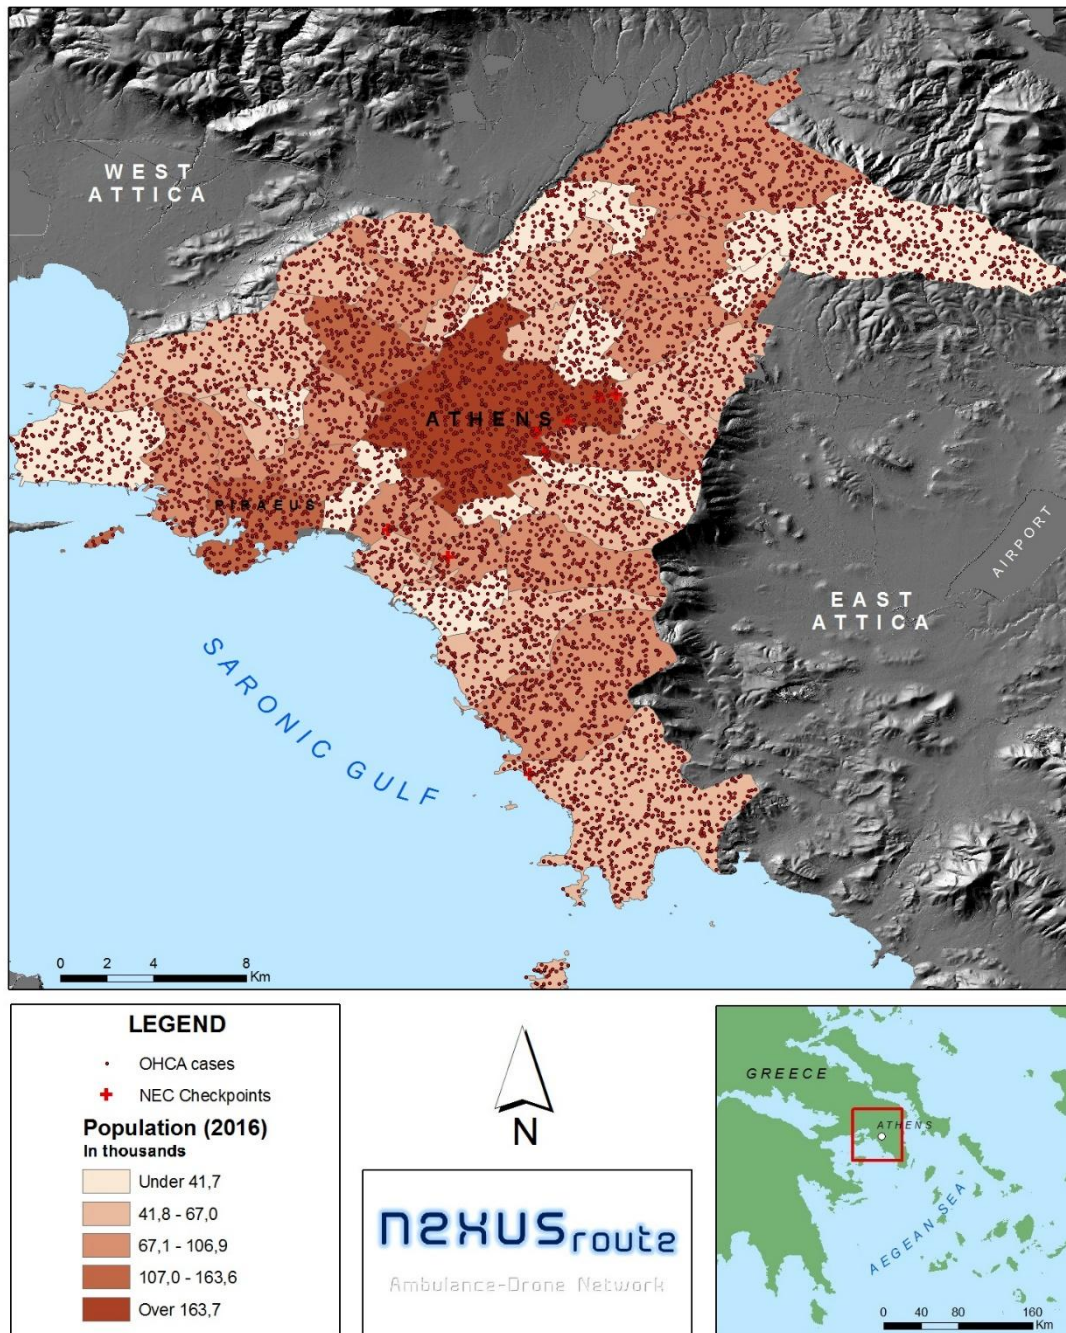 WEST
ATTICA
ATHENS
PIRAEUS
AIRPORT
EAST
ATTICA
SARONIC GULF
0 2 4 8
Km
LEGEND
OHCA cases
NEC Checkpoints
Population (2016)
In thousands
Under 41,7
41,8 - 67,0
67,1 - 106,9
107,0 - 163,6
Over 163,7
N
nexusroute
Ambulance-Drone Network
GREECE
ATHENS
AEGEAN SEA
0 40 80 160
Km